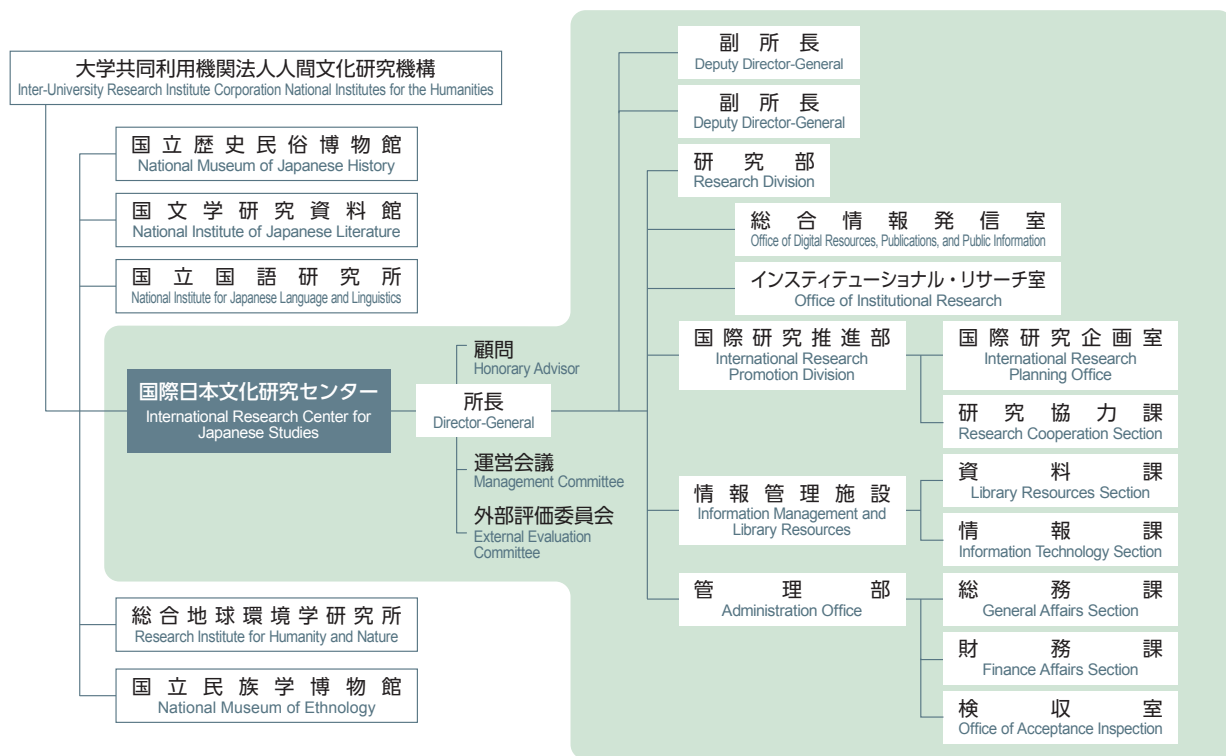 大学共同利用機関法人人間文化研究機構
Inter-University Research Institute Corporation National Institutes for the Humanities
国立歴史民俗博物館
National Museum of Japanese History
国文学研究資料館
National Institute of Japanese Literature
国立国語研究所
National Institute for Japanese Language and Linguistics
国際日本文化研究センター
International Research Center for
Japanese Studies
総合地球環境学研究所
Research Institute for Humanity and Nature
国立民族学博物館
National Museum of Ethnology
顧問
Honorary Advisor
所長
Director-General
運営会議
Management Committee
外部評価委員会
External Evaluation
Committee
副所長
Deputy Director-General
副所長
Deputy Director-General
研究部
Research Division
総合情報発信室
Office of Digital Resources, Publications, and Public Information
インスティテューショナル・リサーチ室
Office of Institutional Research
国際研究推進部
International Research
Promotion Division
国際研究企画室
International Research
Planning Office
研究協力課
Research Cooperation Section
情報管理施設
Information Management and
Library Resources
資料課
Library Resources Section
情報課
Information Technology Section
管理部
Administration Office
総務課
General Affairs Section
財務課
Finance Affairs Section
検収室
Office of Acceptance Inspection